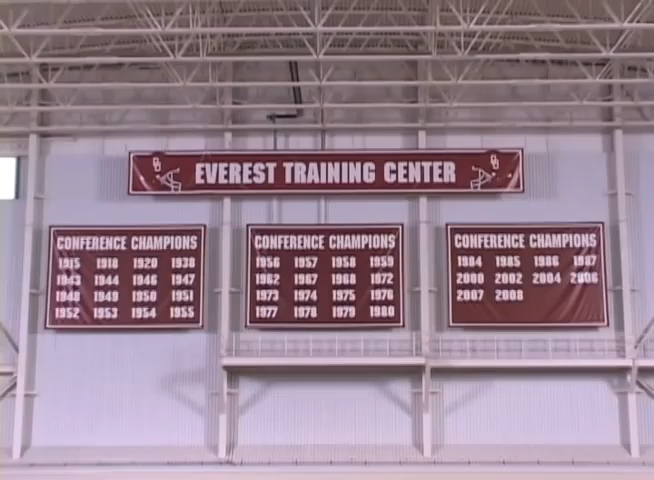 EVEREST TRAINING CENTER
CONFERENCE CHAMPIONS
1915 1918 1920 1938
1943 1944 1946 1947
1948 1949 1950 1951
1952 1953 1954 1955
CONFERENCE CHAMPIONS
1956 1957 1958 1959
1962 1967 1968 1972
1973 1974 1975 1976
1977 1978 1979 1980
CONFERENCE CHAMPIONS
1984 1985 1986 1987
2000 2002 2004 2006
2007 2008